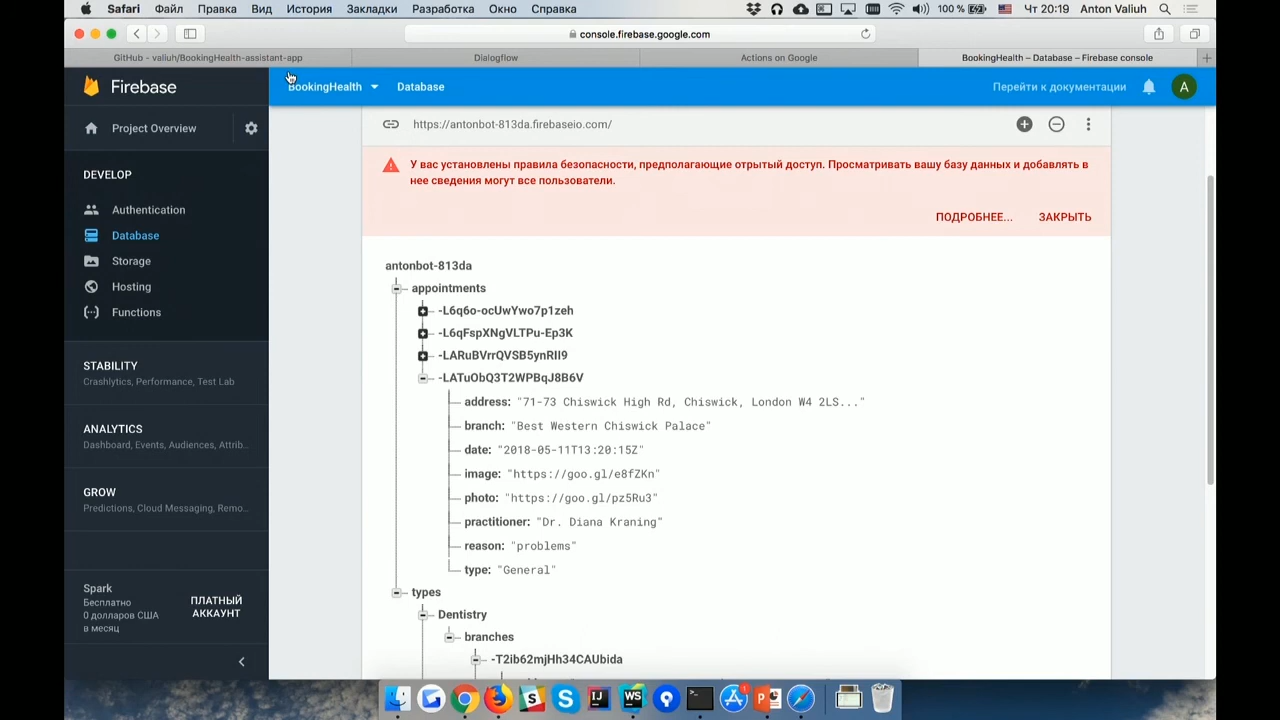 Safari Файл Правка Вид История Закладки Разработка Окно Справка 100 % Чт 20:19 Anton Valiuh
console.firebase.google.com
GitHub - valiuh/BookingHealth-assistant-app Dialogflow Actions on Google BookingHealth – Database – Firebase console
Firebase BookingHealth Database Перейти к документации A
Project Overview
https://antonbot-813da.firebaseio.com/
У вас установлены правила безопасности, предполагающие отрытый доступ. Просматривать вашу базу данных и добавлять в
нее сведения могут все пользователи.
ПОДРОБНЕЕ... ЗАКРЫТЬ
DEVELOP
Authentication
Database
Storage
Hosting
Functions
STABILITY
Crashlytics, Performance, Test Lab
ANALYTICS
Dashboard, Events, Audiences, Attrib...
GROW
Predictions, Cloud Messaging, Remo...
Spark
Бесплатно
0 долларов США
в месяц
ПЛАТНЫЙ
АККАУНТ
antonbot-813da
appointments
-L6q6o-ocUwYwo7p1zeh
-L6qFspXNgVLTPu-Ep3K
-LARuBVrrQVSB5ynRII9
-LATuObQ3T2WPBqJ8B6V
address: "71-73 Chiswick High Rd, Chiswick, London W4 2LS..."
branch: "Best Western Chiswick Palace"
date: "2018-05-11T13:20:15Z"
image: "https://goo.gl/e8fZKn"
photo: "https://goo.gl/pz5Ru3"
practitioner: "Dr. Diana Kraning"
reason: "problems"
type: "General"
types
Dentistry
branches
-T2ib62mjHh34CAUbida